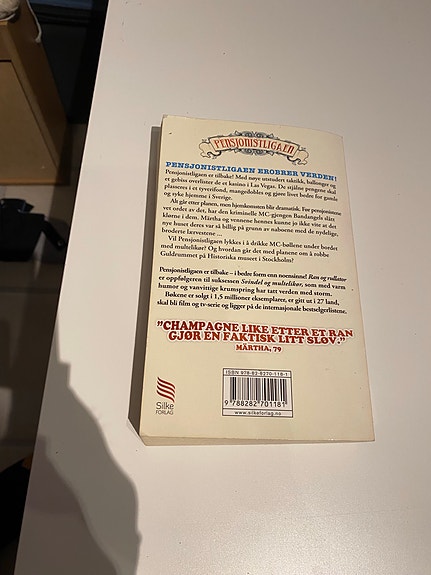 PENSJONISTLIGAEN
PENSJONISTLIGAEN EROBRER VERDEN!
Pensjonistligaen er tilbake! Med nøye uttenkt taktikk, ballonger og
et gebiss overlister de et kasino i Las Vegas. De stjålne pengene skal
plasseres i et tyverifond, mangedobles og gjøre livet bedre for gamle
og syke hjemme i Sverige.
Alt går etter planen, men hjemkomsten blir dramatisk. Før pensjonistene
vet ordet av det, har den kriminelle MC-gjengen Bandangels slått
klørne i dem. Märtha og vennene hennes kunne jo ikke vite at det
nye huset deres var så billig på grunn av naboene med de nydelige,
broderte lærvestene ...
Vil Pensjonistligaen lykkes i å drikke MC-bøllene under bordet
med multelikør? Og hvordan går det med planene om å robbe
Guldrummet på Historiska museet i Stockholm?
Pensjonistligaen er tilbake – i bedre form enn noensinne! Ran og rullator
er oppfølgeren til suksessen Svindel og multelikør, som med varm
humor og vanvittige krumspring har tatt verden med storm.
Bøkene er solgt i 1,5 millioner eksemplarer, er gitt ut i 27 land,
skal bli film og tv-serie og ligger på de internasjonale bestselgerlistene.
"CHAMPAGNE LIKE ETTER ET RAN
GJØR EN FAKTISK LITT SLØV."
MÄRTHA, 79
ISBN 978-82-8270-118-1
9 788282 701181
www.silkeforlag.no
Silke
FORLAG